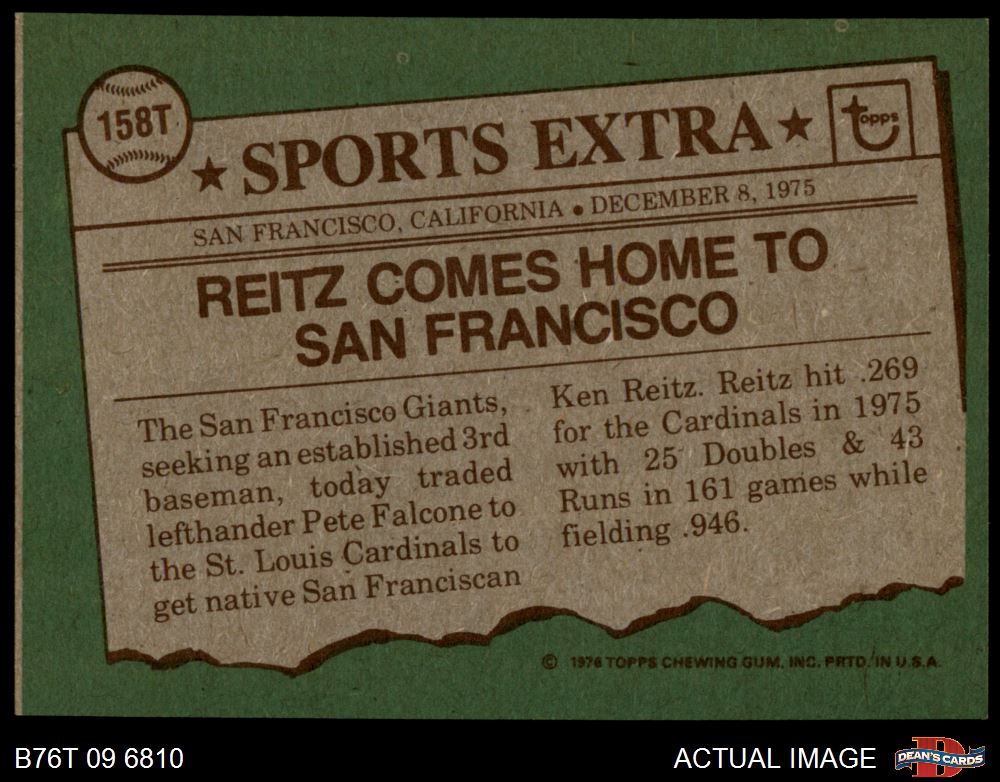 158T
★ SPORTS EXTRA ★
topps
SAN FRANCISCO, CALIFORNIA • DECEMBER 8, 1975
REITZ COMES HOME TO
SAN FRANCISCO
The San Francisco Giants,
seeking an established 3rd
baseman, today traded
lefthander Pete Falcone to
the St. Louis Cardinals to
get native San Franciscan
Ken Reitz. Reitz hit .269
for the Cardinals in 1975
with 25 Doubles & 43
Runs in 161 games while
fielding .946.
© 1976 TOPPS CHEWING GUM, INC. PRTD. IN U.S.A.
B76T 09 6810
ACTUAL IMAGE
D
DEAN'S CARDS